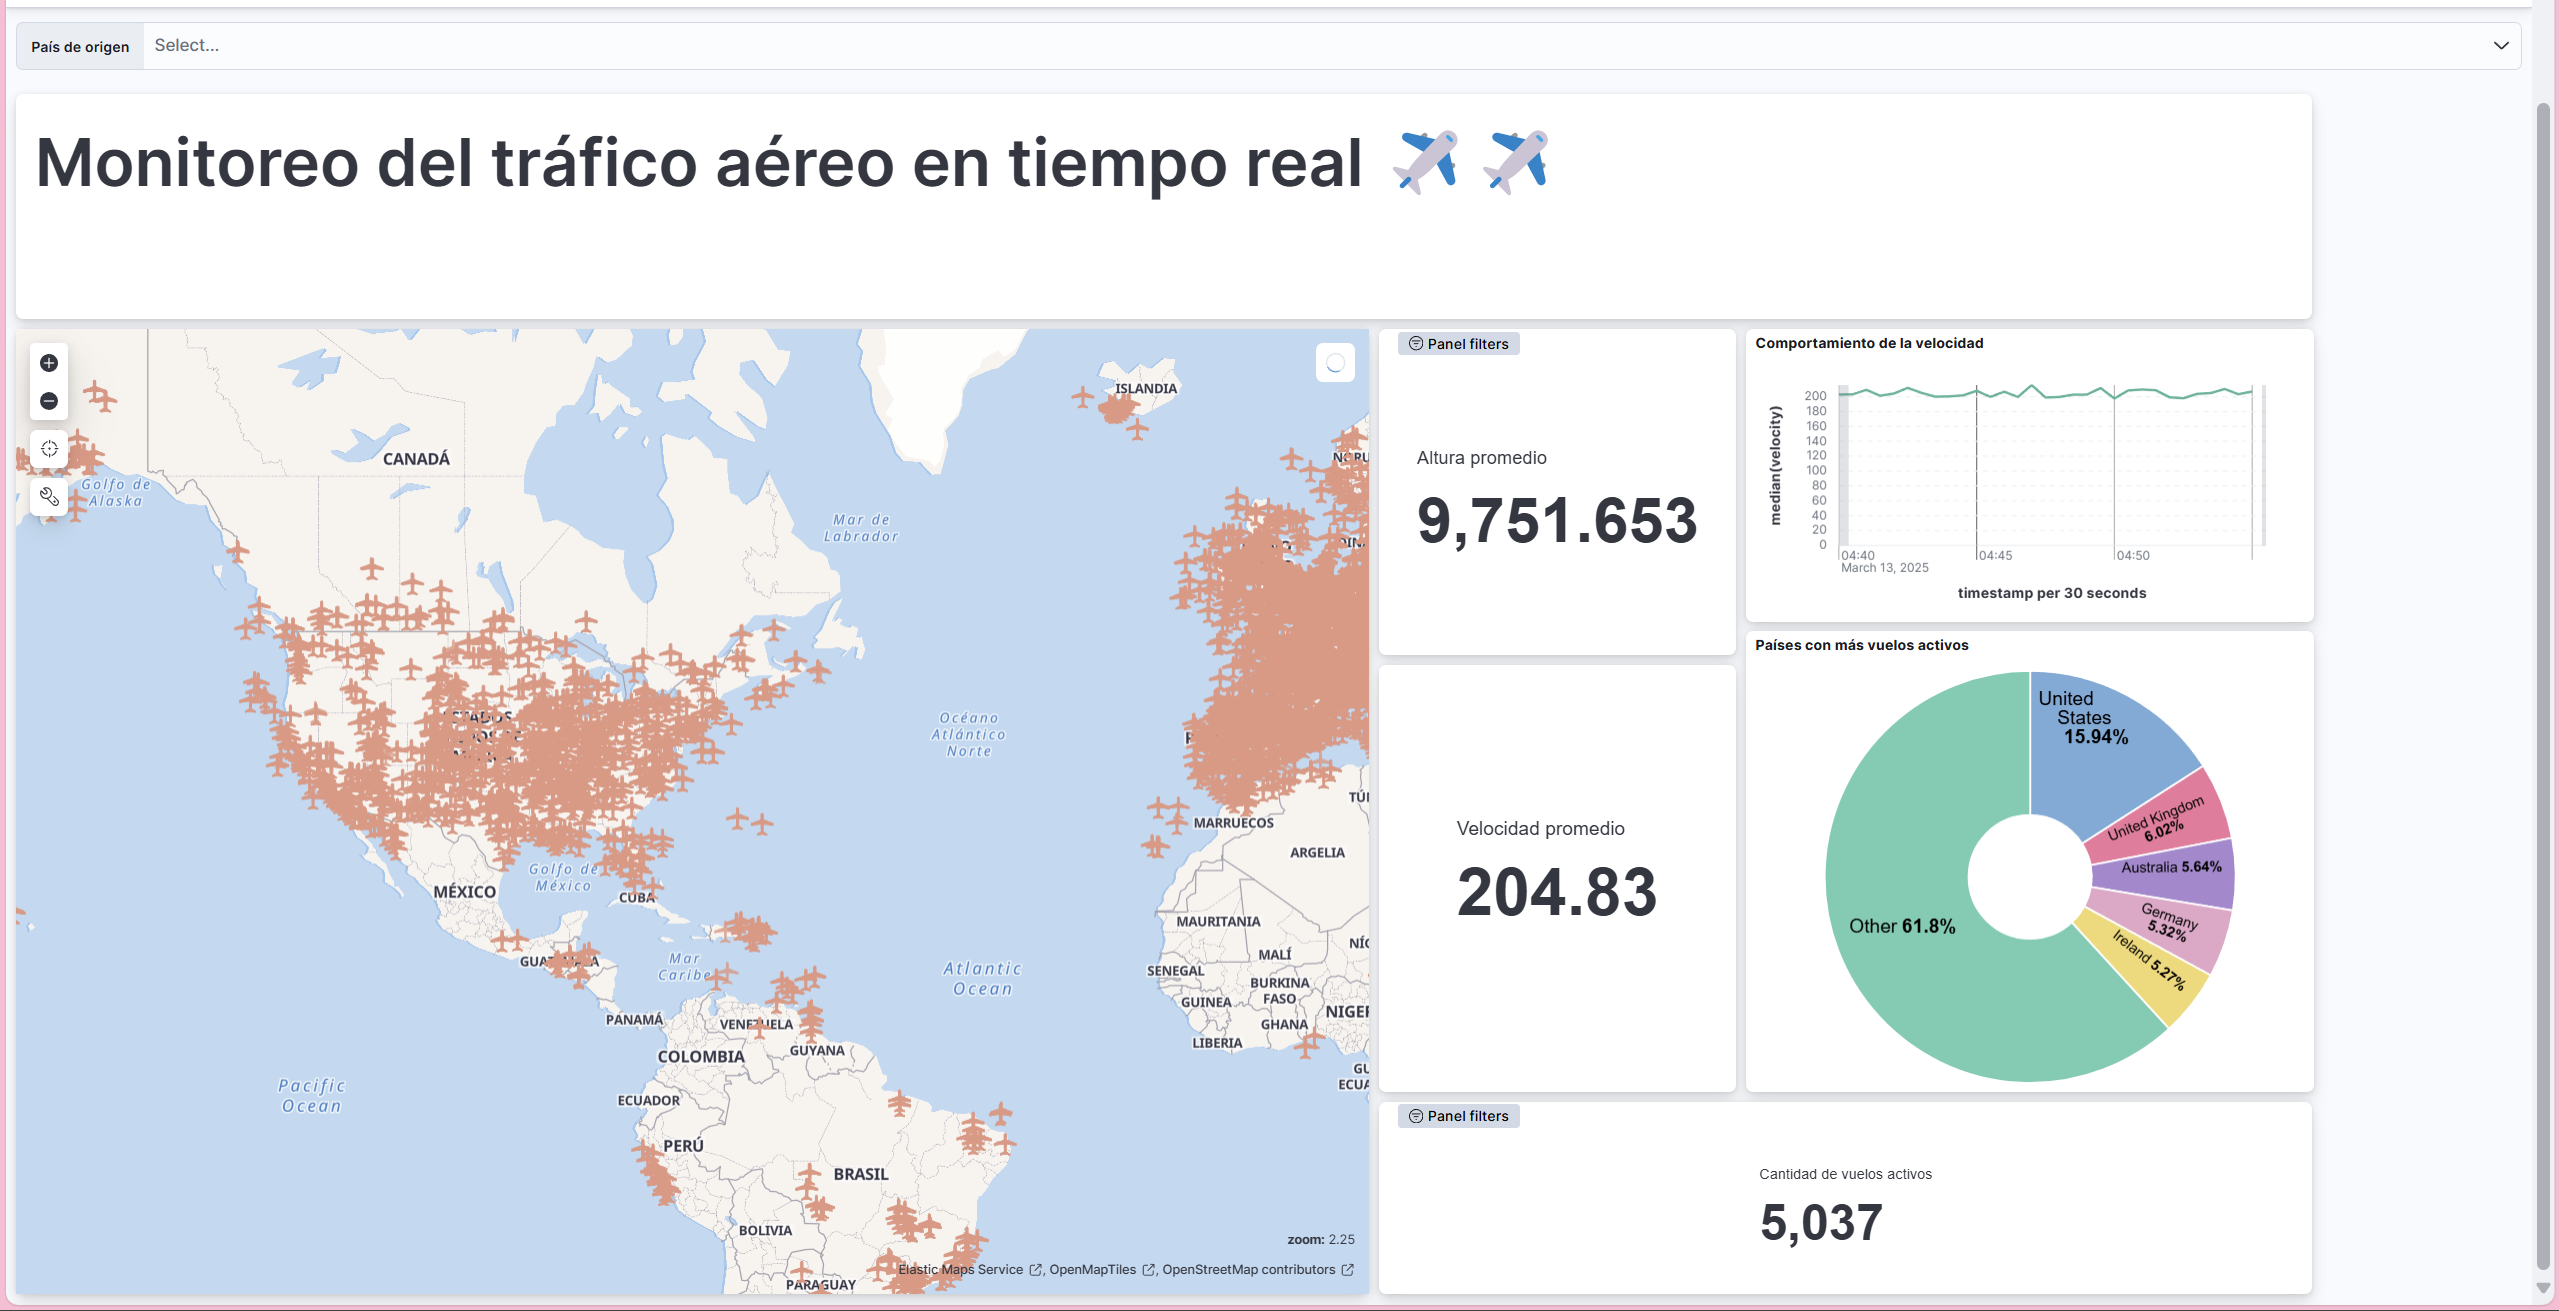 País de origen Select...
Monitoreo del tráfico aéreo en tiempo real
ISLANDIA
CANADÁ
Golfo de
Alaska
Mar de
Labrador
Océano
Atlántico
Norte
MARRUECOS
ARGELIA
Golfo de
México
MÉXICO
CUBA
MAURITANIA
MALÍ
Mar
Caribe
Atlantic
Ocean
SENEGAL
BURKINA
FASO
GUINEA
GHANA
LIBERIA
PANAMÁ
GUYANA
COLOMBIA
ECUADOR
Pacific
Ocean
PERÚ
BRASIL
BOLIVIA
PARAGUAY
zoom: 2.25
Elastic Maps Service , OpenMapTiles , OpenStreetMap contributors
Panel filters
Altura promedio
9,751.653
Velocidad promedio
204.83
Comportamiento de la velocidad
median(velocity)
200
180
160
140
120
100
80
60
40
20
0
04:40 04:45 04:50
March 13, 2025
timestamp per 30 seconds
Países con más vuelos activos
United
States
15.94%
United Kingdom
6.02%
Australia 5.64%
Germany
5.32%
Ireland 5.27%
Other 61.8%
Panel filters
Cantidad de vuelos activos
5,037